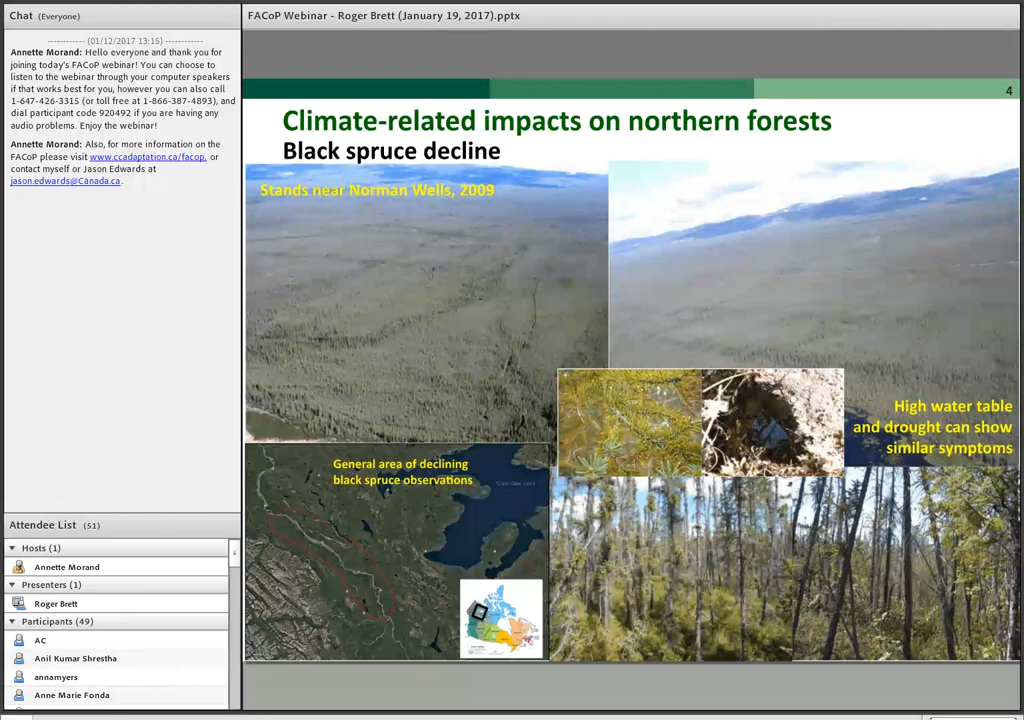 Chat (Everyone)
------------ (01/12/2017 13:15) ------------
Annette Morand: Hello everyone and thank you for
joining today's FACoP webinar! You can choose to
listen to the webinar through your computer speakers
if that works best for you, however you can also call
1-647-426-3315 (or toll free at 1-866-387-4893), and
dial participant code 920492 if you are having any
audio problems. Enjoy the webinar!
Annette Morand: Also, for more information on the
FACoP please visit www.ccadaptation.ca/facop, or
contact myself or Jason Edwards at
jason.edwards@Canada.ca.
Attendee List (51)
Hosts (1)
Annette Morand
Presenters (1)
Roger Brett
Participants (49)
AC
Anil Kumar Shrestha
annamyers
Anne Marie Fonda
FACoP Webinar - Roger Brett (January 19, 2017).pptx
4
Climate-related impacts on northern forests
Black spruce decline
Stands near Norman Wells, 2009
High water table
and drought can show
similar symptoms
General area of declining
black spruce observations